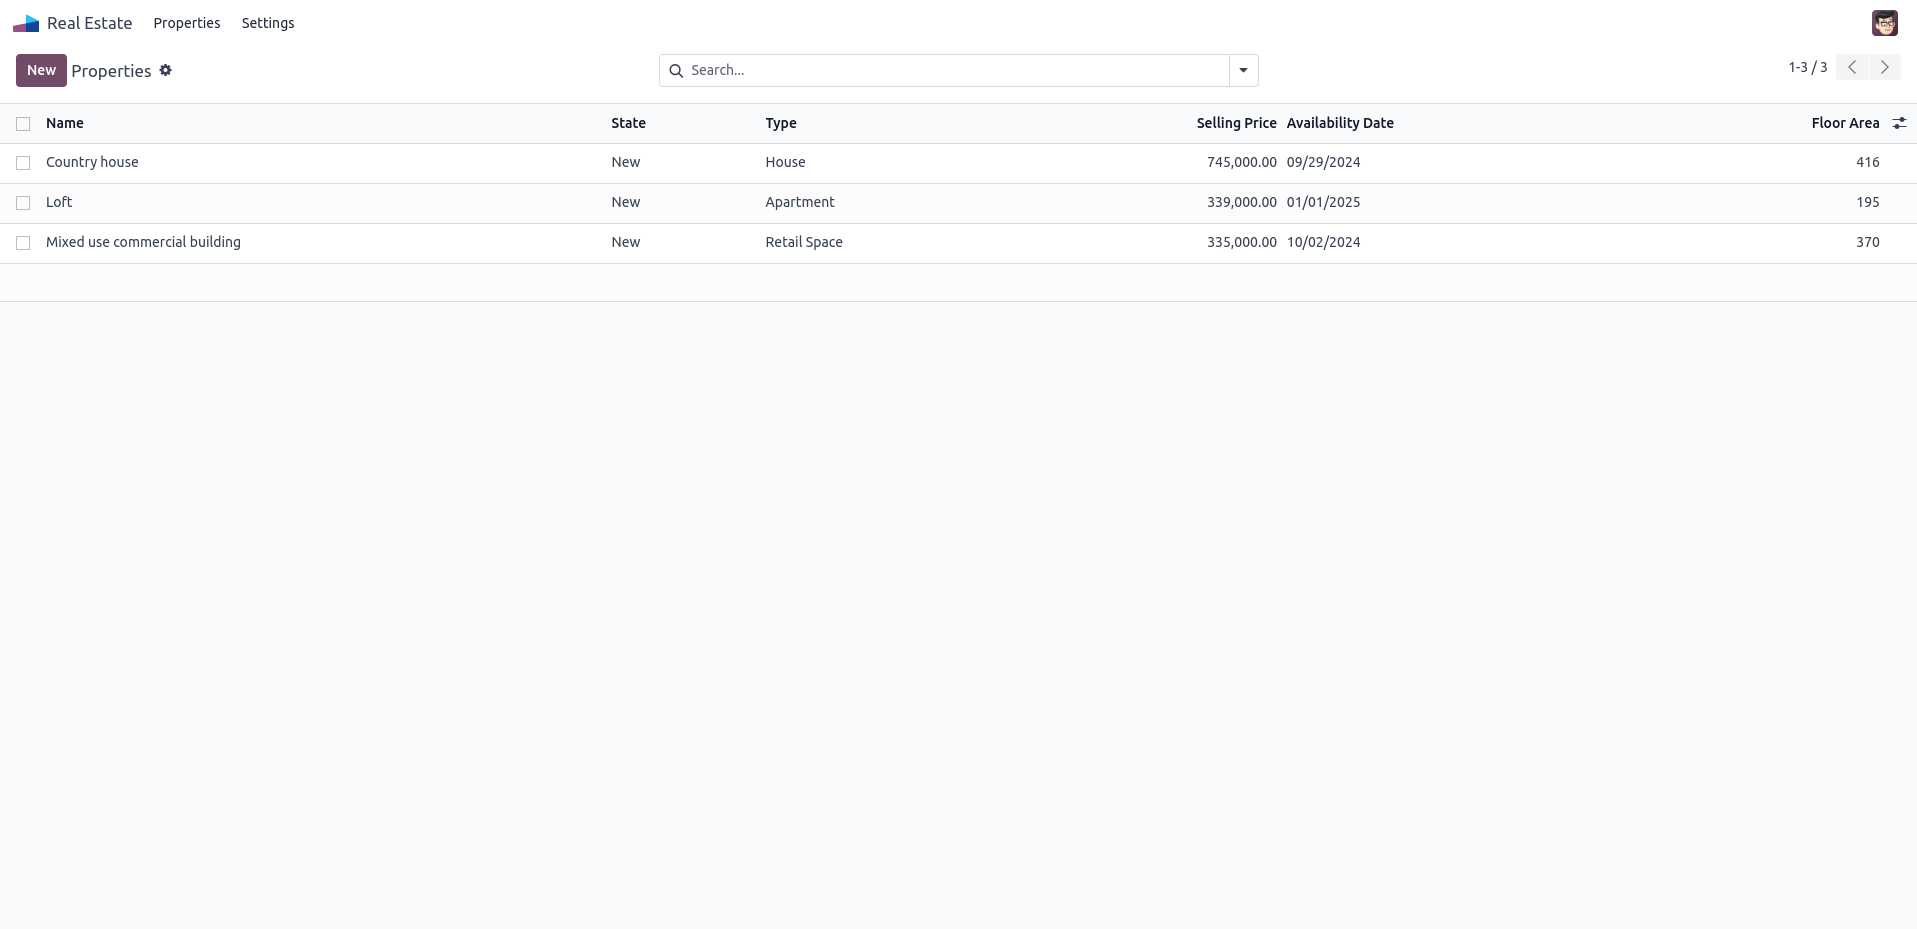 Real Estate Properties Settings
New Properties Search... 1-3 / 3
Name State Type Selling Price Availability Date Floor Area
Country house New House 745,000.00 09/29/2024 416
Loft New Apartment 339,000.00 01/01/2025 195
Mixed use commercial building New Retail Space 335,000.00 10/02/2024 370